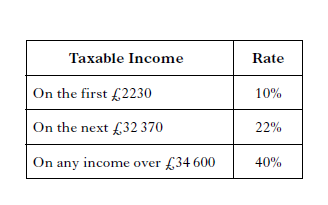 Taxable Income Rate
On the first £2230 10%
On the next £32 370 22%
On any income over £34 600 40%